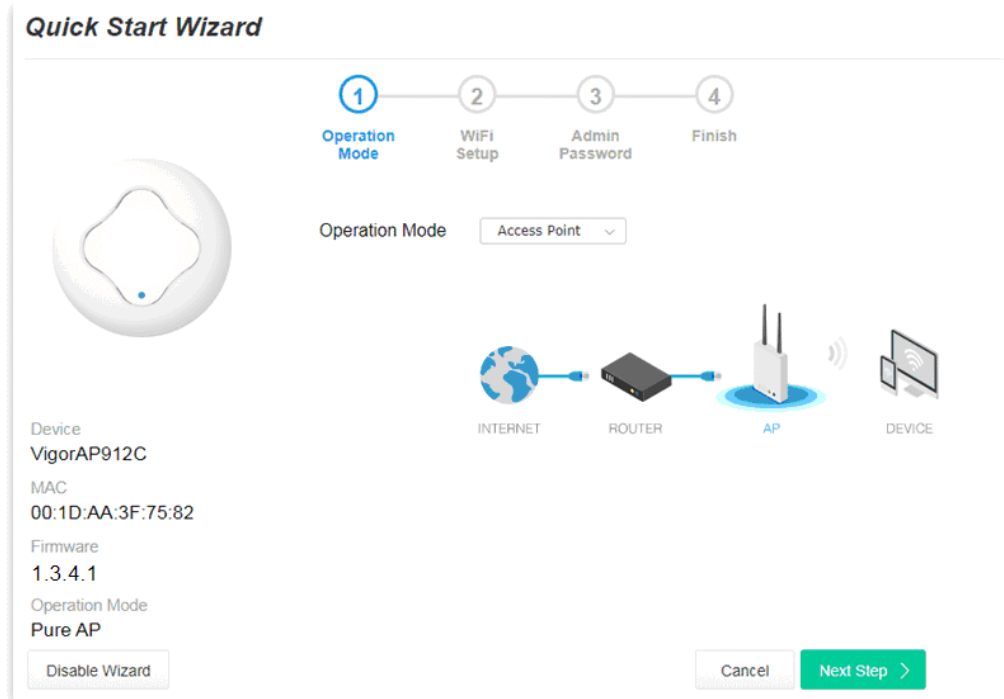 Quick Start Wizard
1
2
3
4
Operation
Mode
WiFi
Setup
Admin
Password
Finish
Operation Mode
Access Point
INTERNET
ROUTER
AP
DEVICE
Device
VigorAP912C
MAC
00:1D:AA:3F:75:82
Firmware
1.3.4.1
Operation Mode
Pure AP
Disable Wizard
Cancel
Next Step